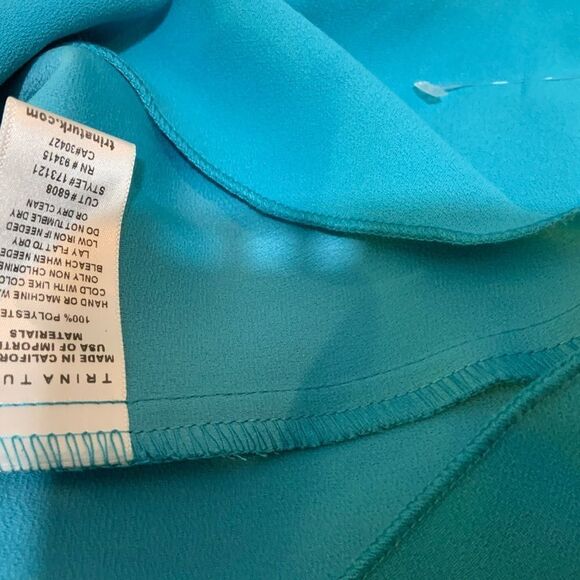 TRINA TU
MADE IN CALIFOR
USA OF IMPORTE
MATERIALS
100% POLYESTE
HAND OR MACHINE W
COLD WITH LIKE COLO
ONLY NON CHLORINE
BLEACH WHEN NEEDE
LAY FLAT TO DRY
LOW IRON IF NEEDED
DO NOT TUMBLE DRY
OR DRY CLEAN
CUT # 6808
STYLE# 173121
RN # 93415
CA#30427
trinaturk.com